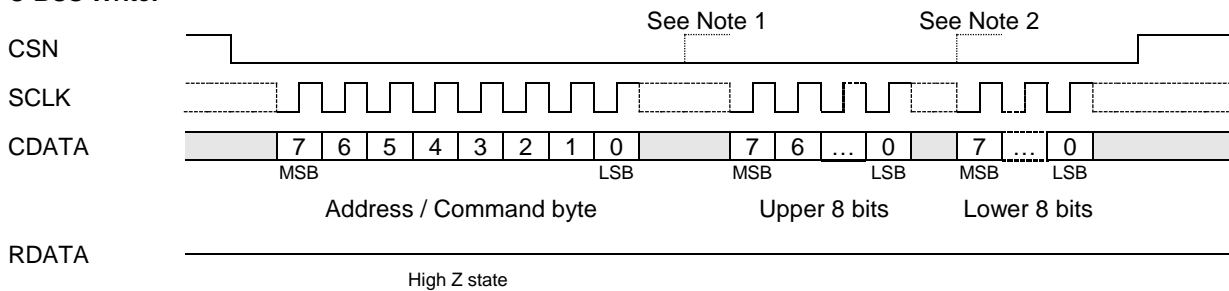 C-BUS Write:
See Note 1 See Note 2
CSN
SCLK
CDATA 7 6 5 4 3 2 1 0 7 6 … 0 7 … 0
MSB LSB MSB LSB MSB LSB
Address / Command byte Upper 8 bits Lower 8 bits
RDATA
High Z state